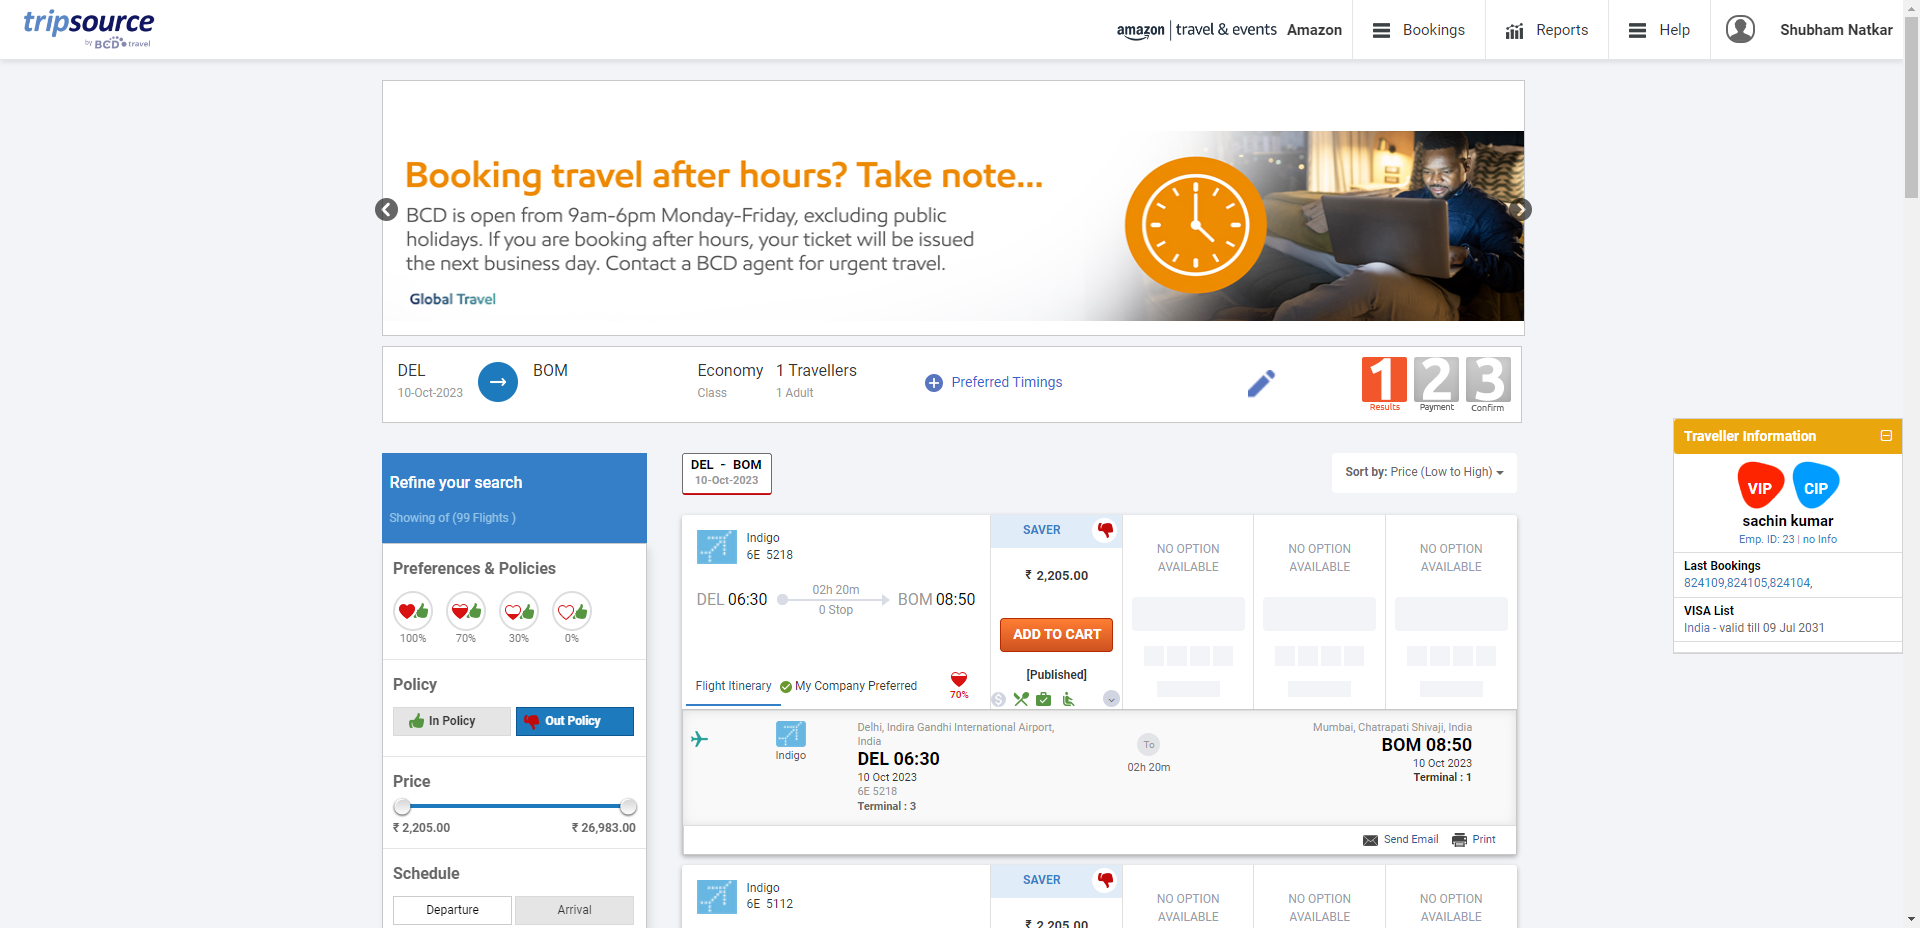 tripsource
by BCD travel
amazon | travel & events Amazon
Bookings
Reports
Help
Shubham Natkar
Booking travel after hours? Take note...
BCD is open from 9am-6pm Monday-Friday, excluding public
holidays. If you are booking after hours, your ticket will be issued
the next business day. Contact a BCD agent for urgent travel.
Global Travel
DEL
10-Oct-2023
BOM
Economy
Class
1 Travellers
1 Adult
Preferred Timings
1 2 3
Results Payment Confirm
Traveller Information
VIP CIP
sachin kumar
Emp. ID: 23 | no Info
Last Bookings
824109,824105,824104,
VISA List
India - valid till 09 Jul 2031
Refine your search
Showing of (99 Flights )
Preferences & Policies
100% 70% 30% 0%
Policy
In Policy Out Policy
Price
₹ 2,205.00 ₹ 26,983.00
Schedule
Departure Arrival
DEL - BOM
10-Oct-2023
Sort by: Price (Low to High)
Indigo
6E 5218
DEL 06:30
02h 20m
0 Stop
BOM 08:50
Flight Itinerary
My Company Preferred
70%
SAVER
₹ 2,205.00
ADD TO CART
[Published]
NO OPTION
AVAILABLE
NO OPTION
AVAILABLE
NO OPTION
AVAILABLE
Indigo
Delhi, Indira Gandhi International Airport,
India
DEL 06:30
10 Oct 2023
6E 5218
Terminal : 3
To
02h 20m
Mumbai, Chatrapati Shivaji, India
BOM 08:50
10 Oct 2023
Terminal : 1
Send Email Print
Indigo
6E 5112
SAVER
₹ 2,205.00
NO OPTION
AVAILABLE
NO OPTION
AVAILABLE
NO OPTION
AVAILABLE